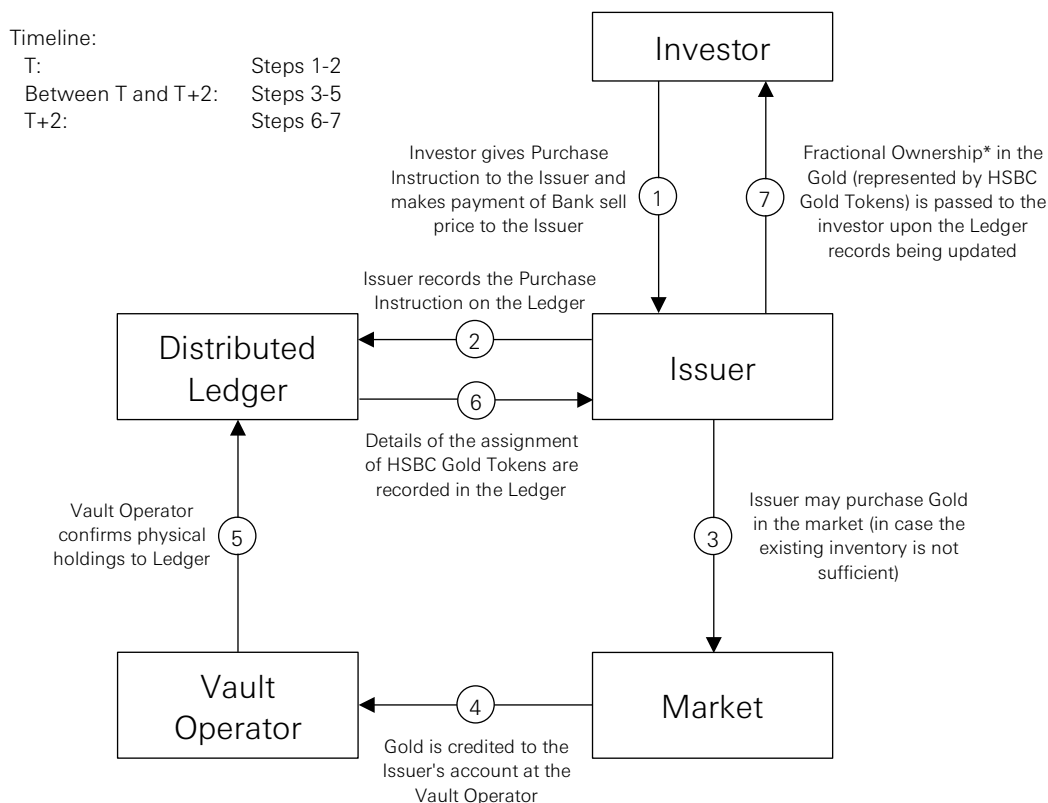 Timeline:
T: Steps 1-2
Between T and T+2: Steps 3-5
T+2: Steps 6-7
Investor
Investor gives Purchase
Instruction to the Issuer and
makes payment of Bank sell
price to the Issuer
1
7
Fractional Ownership* in the
Gold (represented by HSBC
Gold Tokens) is passed to the
investor upon the Ledger
records being updated
Issuer records the Purchase
Instruction on the Ledger
2
Distributed
Ledger
Issuer
6
Details of the assignment
of HSBC Gold Tokens are
recorded in the Ledger
Vault Operator
confirms physical
holdings to Ledger
5
3
Issuer may purchase Gold
in the market (in case the
existing inventory is not
sufficient)
Vault
Operator
4
Market
Gold is credited to the
Issuer's account at the
Vault Operator